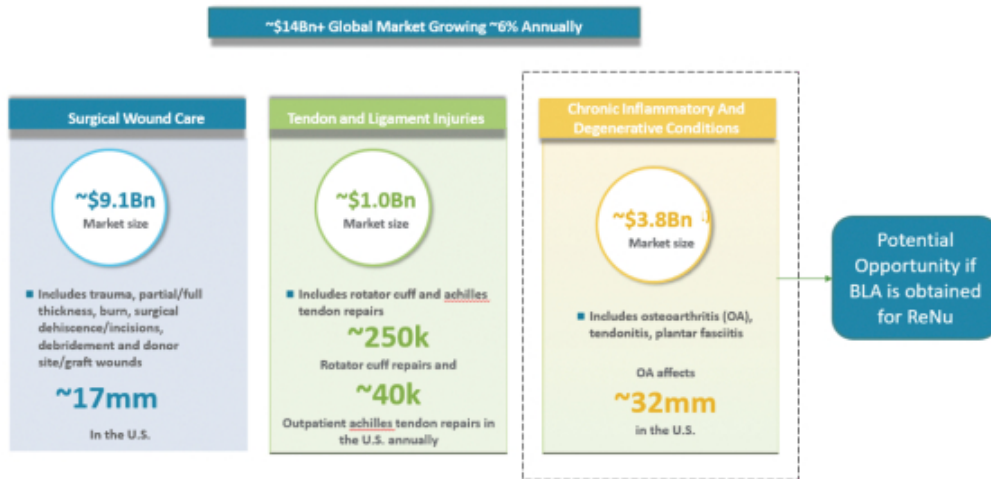 ~$14Bn+ Global Market Growing ~6% Annually
Surgical Wound Care
~$9.1Bn
Market size
■ Includes trauma, partial/full
thickness, burn, surgical
dehiscence/incisions,
debridement and donor
site/graft wounds
~17mm
In the U.S.
Tendon and Ligament Injuries
~$1.0Bn
Market size
■ Includes rotator cuff and achilles
tendon repairs
~250k
Rotator cuff repairs and
~40k
Outpatient achilles tendon repairs in
the U.S. annually
Chronic Inflammatory And
Degenerative Conditions
~$3.8Bn
Market size
■ Includes osteoarthritis (OA),
tendonitis, plantar fasciitis
OA affects
~32mm
in the U.S.
Potential
Opportunity if
BLA is obtained
for ReNu